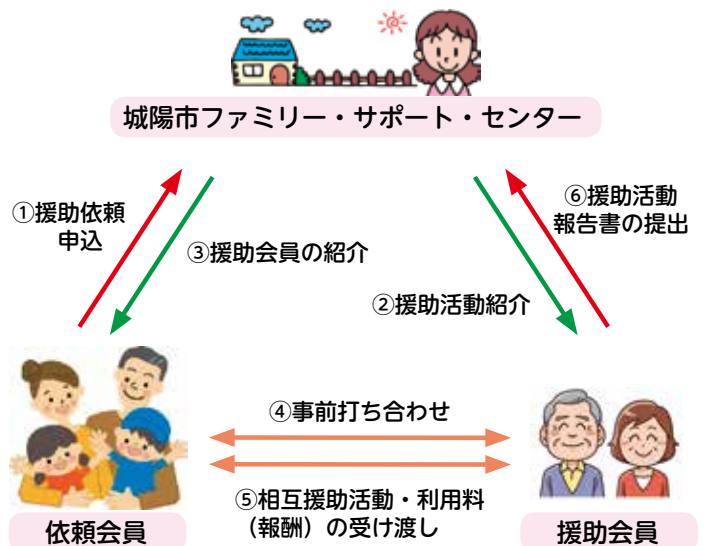 城陽市ファミリー・サポート・センター
①援助依頼
申込
③援助会員の紹介
⑥援助活動
報告書の提出
②援助活動紹介
④事前打ち合わせ
⑤相互援助活動・利用料
（報酬）の受け渡し
依頼会員
援助会員